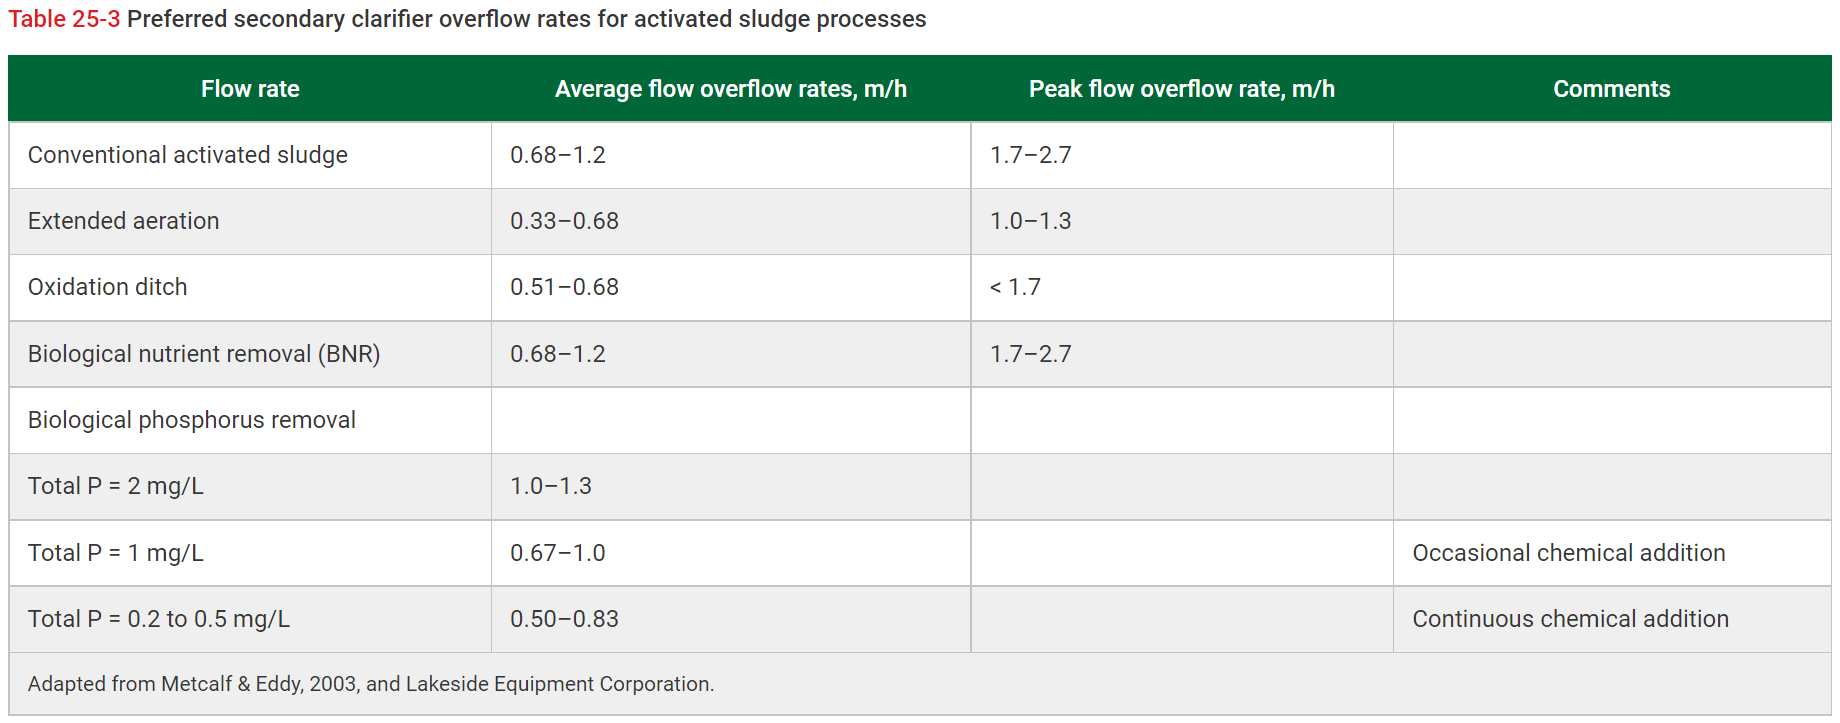 Table 25-3 Preferred secondary clarifier overflow rates for activated sludge processes
Flow rate Average flow overflow rates, m/h Peak flow overflow rate, m/h Comments
Conventional activated sludge 0.68–1.2 1.7–2.7
Extended aeration 0.33–0.68 1.0–1.3
Oxidation ditch 0.51–0.68 < 1.7
Biological nutrient removal (BNR) 0.68–1.2 1.7–2.7
Biological phosphorus removal
Total P = 2 mg/L 1.0–1.3
Total P = 1 mg/L 0.67–1.0 Occasional chemical addition
Total P = 0.2 to 0.5 mg/L 0.50–0.83 Continuous chemical addition
Adapted from Metcalf & Eddy, 2003, and Lakeside Equipment Corporation.